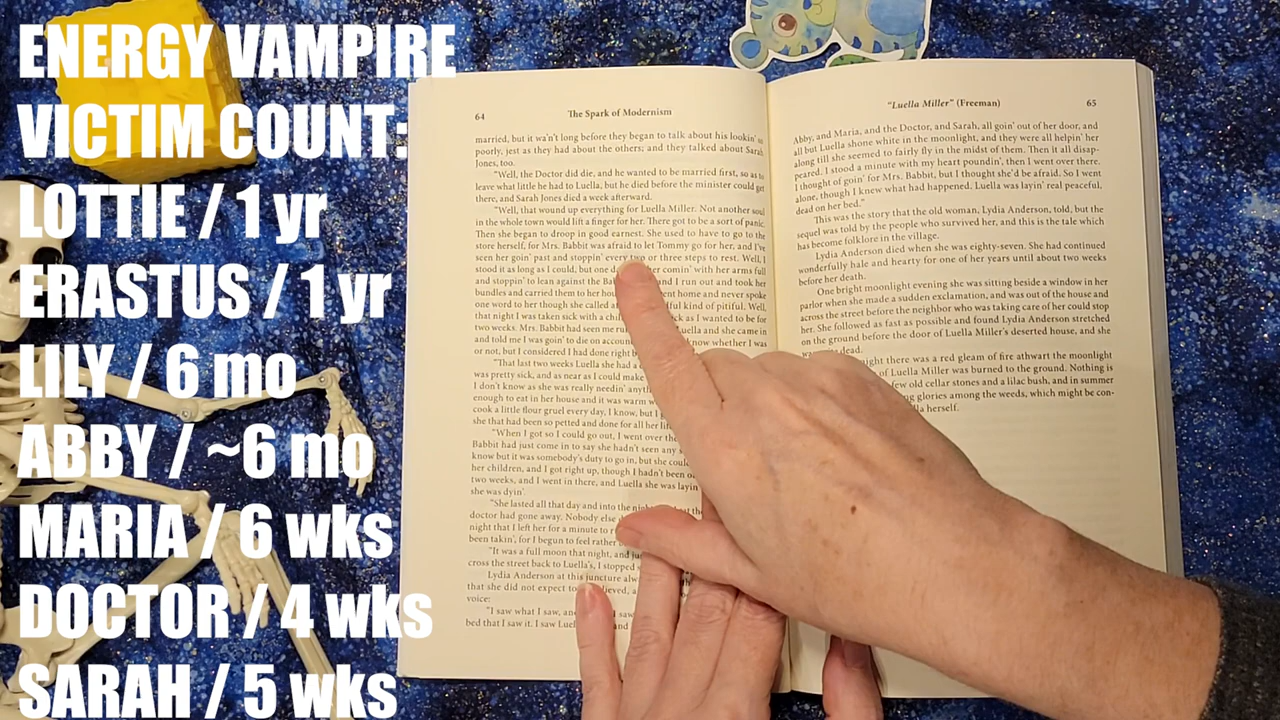 ENERGY VAMPIRE
VICTIM COUNT:
LOTTIE / 1 yr
ERASTUS / 1 yr
LILY / 6 mo
ABBY / ~6 mo
MARIA / 6 wks
DOCTOR / 4 wks
SARAH / 5 wks
64 The Spark of Modernism
married, but it wa'n't long before they began to talk about his lookin' so
poorly, jest as they had about the others; and they talked about Sarah
Jones, too.
"Well, the Doctor did die, and he wanted to be married first, so as to
leave what little he had to Luella, but he died before the minister could get
there, and Sarah Jones died a week afterward.
"Well, that wound up everything for Luella Miller. Not another soul
in the whole town would lift a finger for her. There got to be a sort of panic.
Then she began to droop in good earnest. She used to have to go to the
store herself, for Mrs. Babbit was afraid to let Tommy go for her, and I've
seen her goin' past and stoppin' every two or three steps to rest. Well, I
stood it as long as I could, but one her comin' with her arms full
and stoppin' to lean against the and I run out and took her
bundles and carried them to her ent home and never spoke
one word to her though she called a ful kind of pitiful. Well,
that night I was taken sick with a ck as I wanted to be for
two weeks. Mrs. Babbit had seen me Luella and she came in
and told me I was goin' to die on know whether I was
or not, but I considered I had done right
"That last two weeks Luella she had a
was pretty sick, and as near as I could make
I don't know as she was really needin'
enough to eat in her house and it was warm
cook a little flour gruel every day, I know, but
she that had been so petted and done for all her
"When I got so I could go out, I went over
Babbit had just come in to say she hadn't seen any
know but it was somebody's duty to go in, but she
her children, and I got right up, though I hadn't been
two weeks, and I went in there, and Luella she was layin'
she was dyin'.
"She lasted all that day and into the the
doctor had gone away. Nobody else
night that I left her for a minute to
been takin', for I begun to feel rather
"It was a full moon that night, and
cross the street back to Luella's, I stopped
Lydia Anderson at this juncture
that she did not expect to
voice:
"I saw what I saw, saw
bed that I saw it. I saw and
"Luella Miller" (Freeman) 65
Abby, and Maria, and the Doctor, and Sarah, all goin' out of her door, and
all but Luella shone white in the moonlight, and they were all helpin' her
along till she seemed to fairly fly in the midst of them. Then it all disap-
peared. I stood a minute with my heart poundin', then I went over there.
I thought of goin' for Mrs. Babbit, but I thought she'd be afraid. So I went
alone, though I knew what had happened. Luella was layin' real peaceful,
dead on her bed."
This was the story that the old woman, Lydia Anderson, told, but the
sequel was told by the people who survived her, and this is the tale which
has become folklore in the village.
Lydia Anderson died when she was eighty-seven. She had continued
wonderfully hale and hearty for one of her years until about two weeks
before her death.
One bright moonlight evening she was sitting beside a window in her
parlor when she made a sudden exclamation, and was out of the house and
across the street before the neighbor who was taking care of her could stop
her. She followed as fast as possible and found Lydia Anderson stretched
on the ground before the door of Luella Miller's deserted house, and she
dead.
night there was a red gleam of fire athwart the moonlight
of Luella Miller was burned to the ground. Nothing is
few old cellar stones and a lilac bush, and in summer
glories among the weeds, which might be con-
herself.